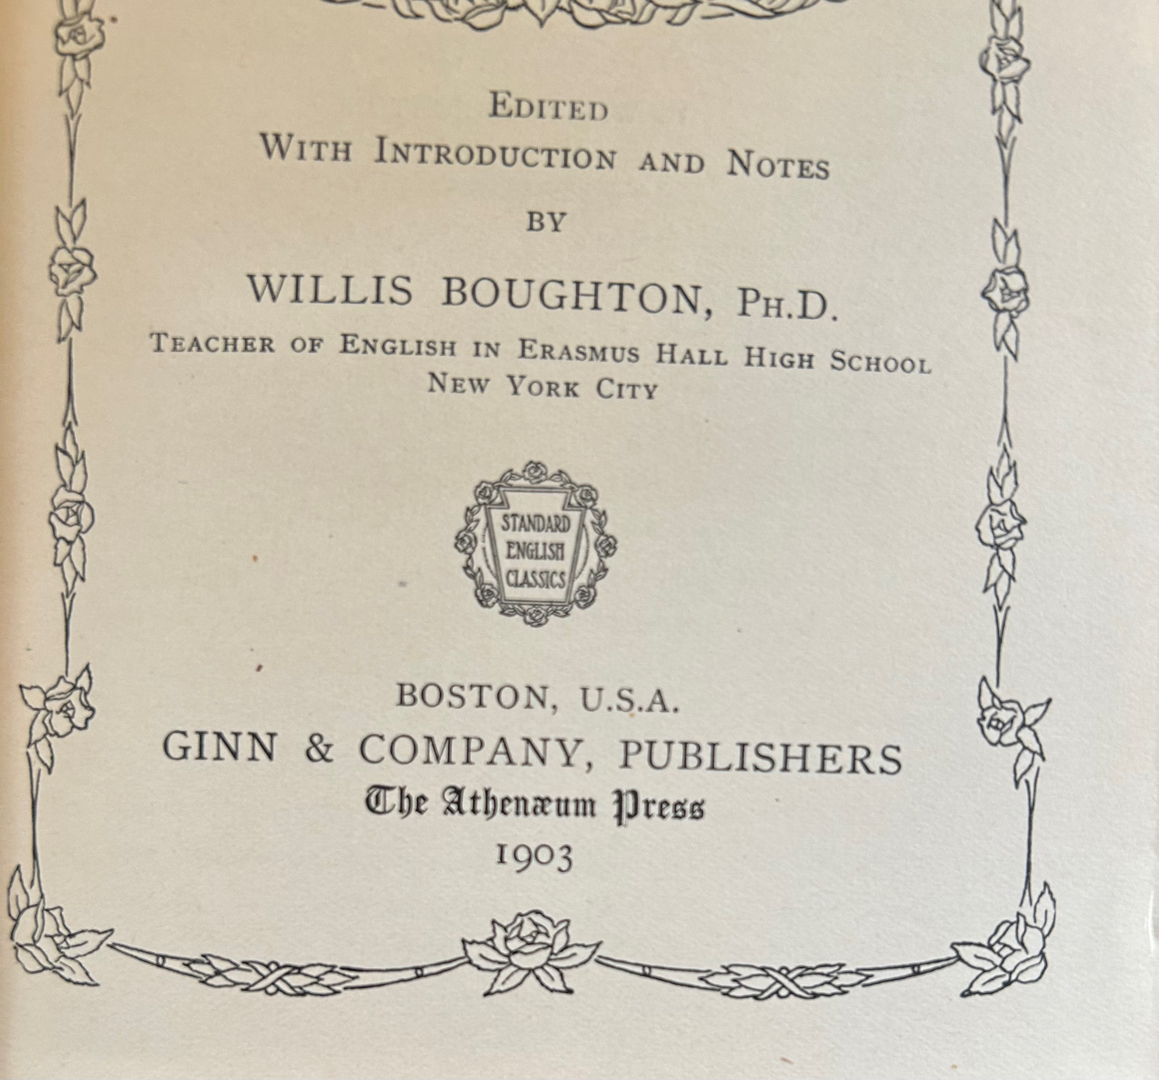 EDITED
WITH INTRODUCTION AND NOTES
BY
WILLIS BOUGHTON, PH.D.
TEACHER OF ENGLISH IN ERASMUS HALL HIGH SCHOOL
NEW YORK CITY
STANDARD
ENGLISH
CLASSICS
BOSTON, U.S.A.
GINN & COMPANY, PUBLISHERS
The Athenæum Press
1903